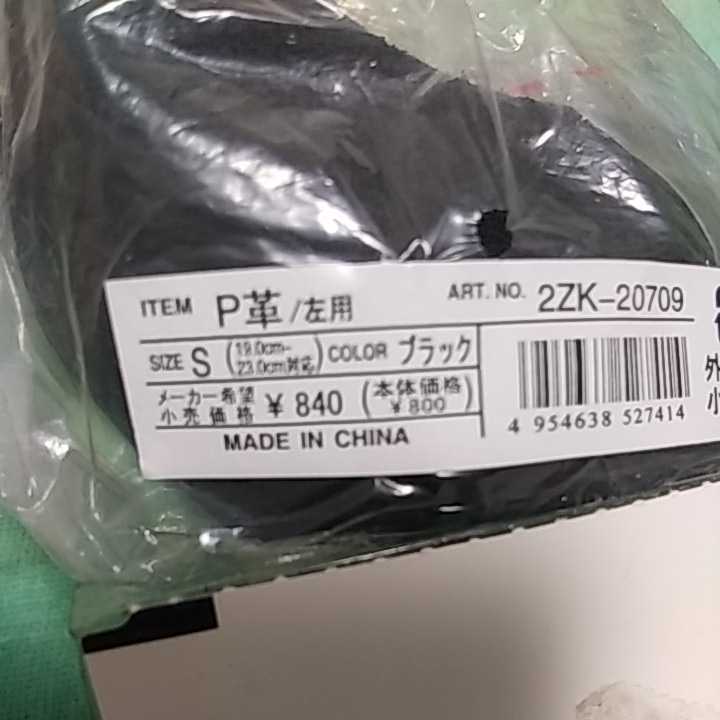 ITEM P革/左用 ART. NO. 2ZK-20709
SIZE S (19.0cm-23.0cm対応) COLOR ブラック
メーカー希望小売価格 ¥840 (本体価格¥800)
MADE IN CHINA
4 954638 527414
外
小